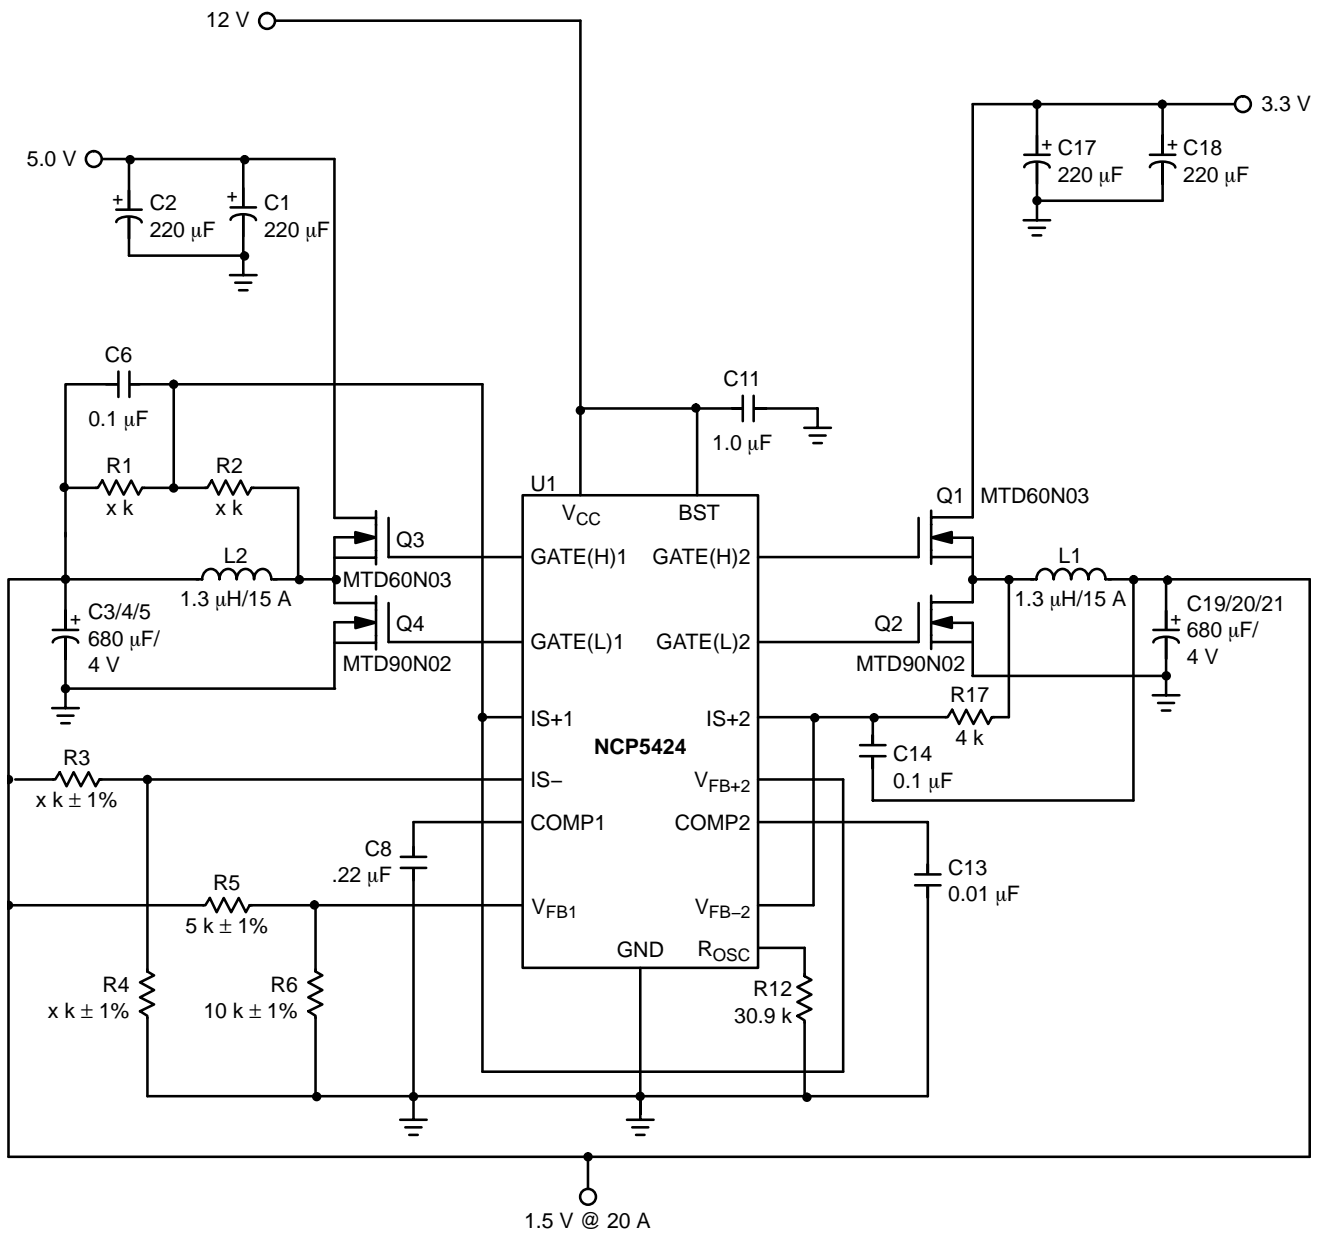 12 V
3.3 V
5.0 V
+
C2
220 μF
+
C1
220 μF
+
C17
220 μF
+
C18
220 μF
C6
0.1 μF
C11
1.0 μF
R1
x k
R2
x k
U1
VCC
BST
Q1
MTD60N03
Q3
MTD60N03
GATE(H)1
GATE(H)2
L2
1.3 μH/15 A
L1
1.3 μH/15 A
+
C3/4/5
680 μF/
4 V
Q4
MTD90N02
GATE(L)1
GATE(L)2
Q2
MTD90N02
+
C19/20/21
680 μF/
4 V
IS+1
IS+2
R17
4 k
NCP5424
C14
0.1 μF
R3
x k ± 1%
IS–
VFB+2
COMP1
COMP2
C8
.22 μF
C13
0.01 μF
R5
5 k ± 1%
VFB1
VFB–2
GND
ROSC
R4
x k ± 1%
R6
10 k ± 1%
R12
30.9 k
1.5 V @ 20 A